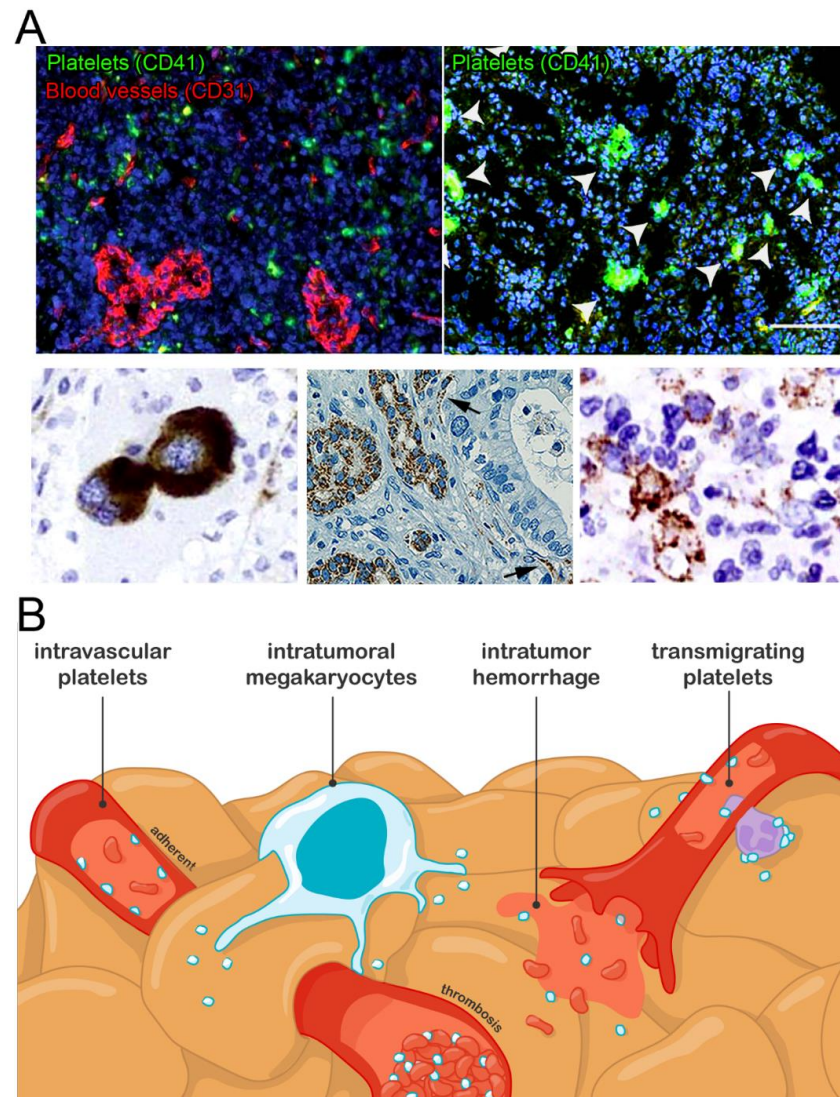 A
Platelets (CD41)
Blood vessels (CD31)
Platelets (CD41)
B
intravascular
platelets
intratumoral
megakaryocytes
intratumor
hemorrhage
transmigrating
platelets
adherent
thrombosis